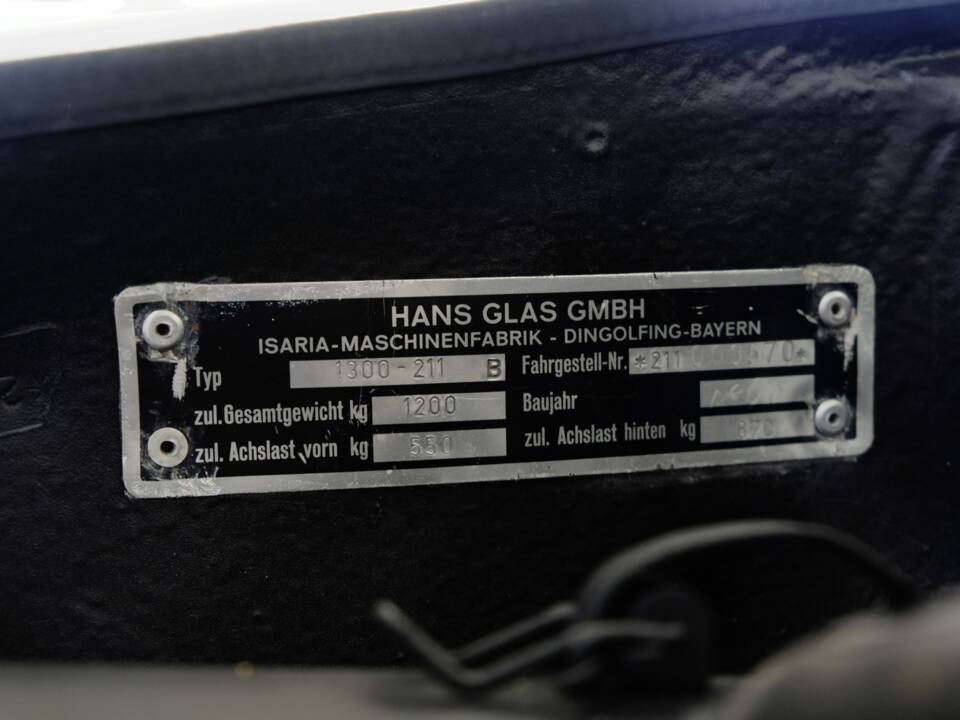 HANS GLAS GMBH
ISARIA-MASCHINENFABRIK - DINGOLFING-BAYERN
Typ 1300-211 B Fahrgestell-Nr.
zul. Gesamtgewicht kg 1200 Baujahr
zul. Achslast vorn kg 550 zul. Achslast hinten kg 870